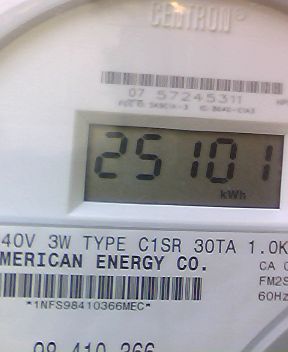 CENTRON®
07 57245311
25101
kWh
40V 3W TYPE C1SR 30TA 1.0K
MERICAN ENERGY CO.
CA
FM2S
60Hz
*1NFS98410366MEC*
98 410 366